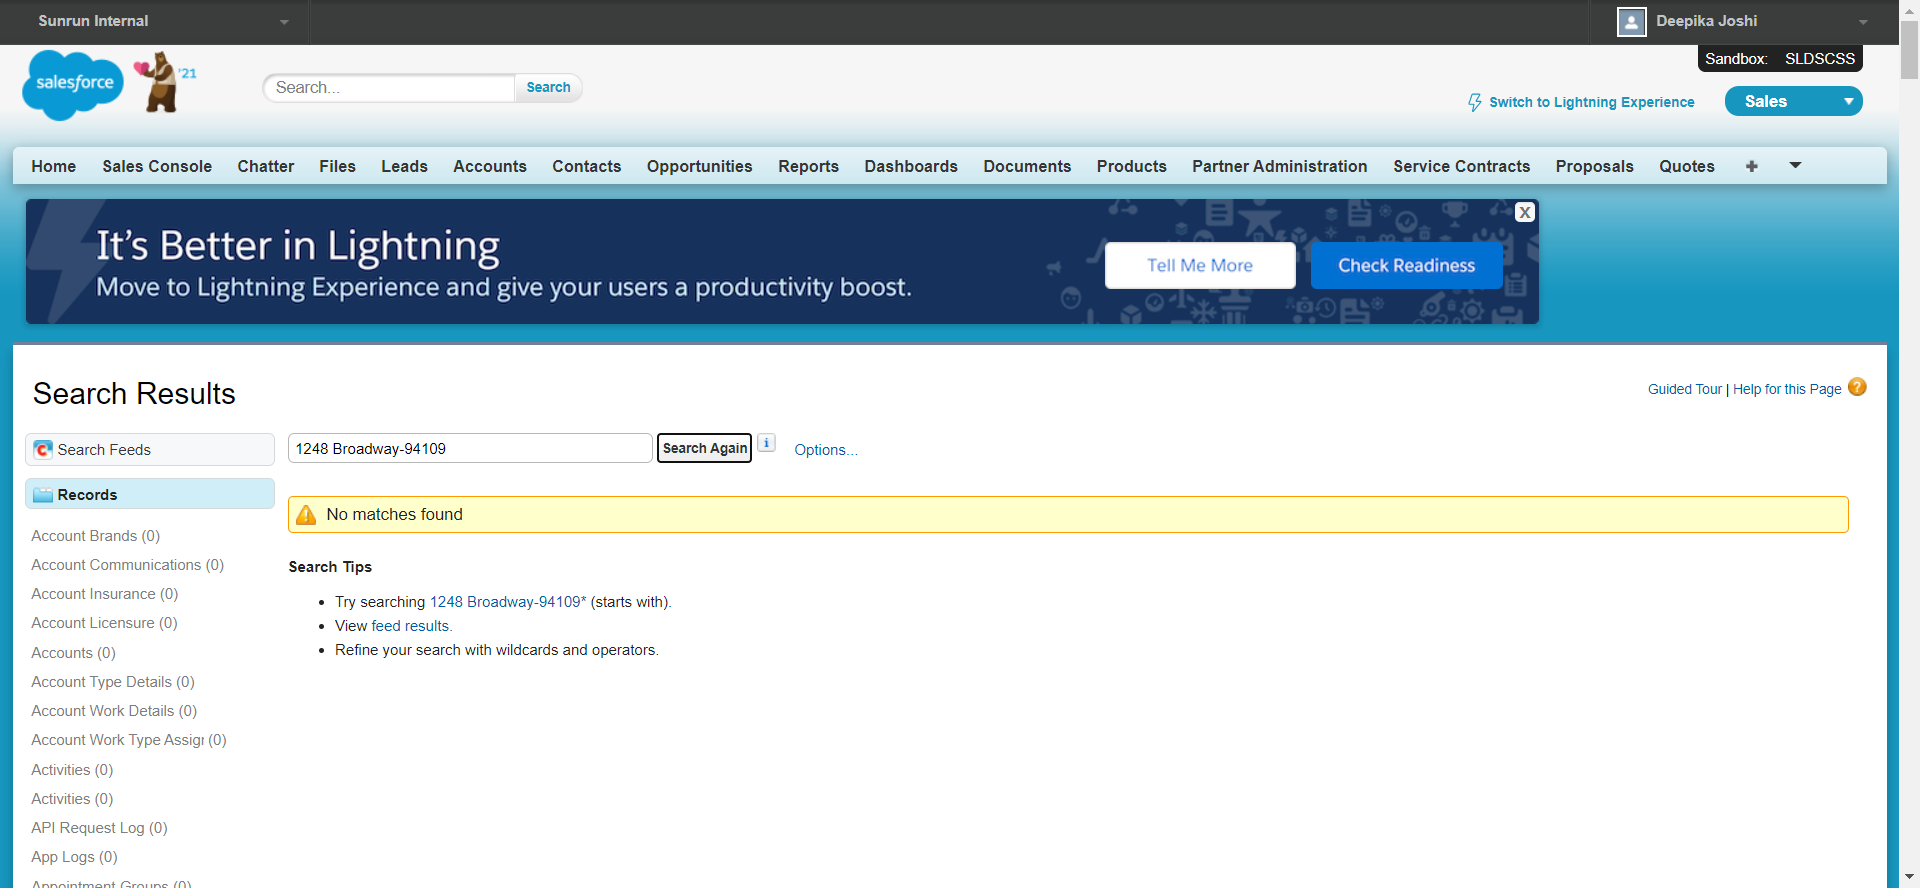 Sunrun Internal
Deepika Joshi
Sandbox: SLDSCSS
salesforce
'21
Search...
Search
Switch to Lightning Experience
Sales
Home Sales Console Chatter Files Leads Accounts Contacts Opportunities Reports Dashboards Documents Products Partner Administration Service Contracts Proposals Quotes +
It's Better in Lightning
Move to Lightning Experience and give your users a productivity boost.
Tell Me More
Check Readiness
X
Search Results
Guided Tour | Help for this Page ?
Search Feeds
1248 Broadway-94109
Search Again
i
Options...
Records
No matches found
Search Tips
• Try searching 1248 Broadway-94109* (starts with).
• View feed results.
• Refine your search with wildcards and operators.
Account Brands (0)
Account Communications (0)
Account Insurance (0)
Account Licensure (0)
Accounts (0)
Account Type Details (0)
Account Work Details (0)
Account Work Type Assigr (0)
Activities (0)
Activities (0)
API Request Log (0)
App Logs (0)
Appointment Groups (0)